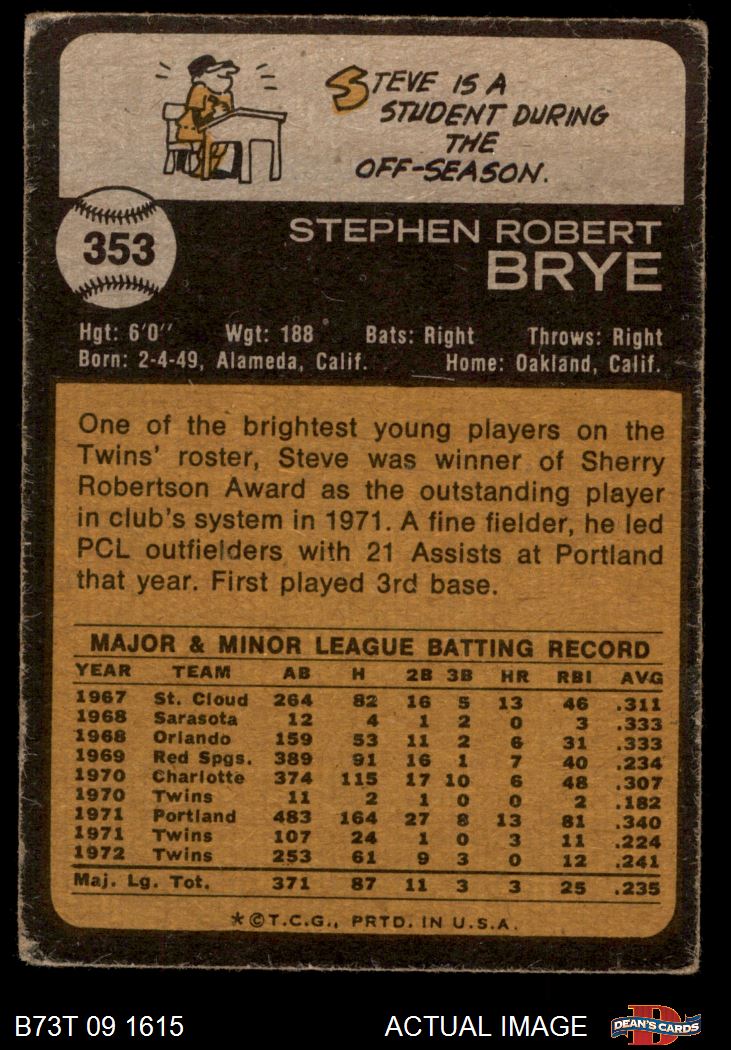 STEVE IS A
STUDENT DURING
THE
OFF-SEASON.
353
STEPHEN ROBERT
BRYE
Hgt: 6'0" Wgt: 188 Bats: Right Throws: Right
Born: 2-4-49, Alameda, Calif. Home: Oakland, Calif.
One of the brightest young players on the
Twins' roster, Steve was winner of Sherry
Robertson Award as the outstanding player
in club's system in 1971. A fine fielder, he led
PCL outfielders with 21 Assists at Portland
that year. First played 3rd base.
MAJOR & MINOR LEAGUE BATTING RECORD
YEAR TEAM AB H 2B 3B HR RBI AVG
1967 St. Cloud 264 82 16 5 13 46 .311
1968 Sarasota 12 4 1 2 0 3 .333
1968 Orlando 159 53 11 2 6 31 .333
1969 Red Spgs. 389 91 16 1 7 40 .234
1970 Charlotte 374 115 17 10 6 48 .307
1970 Twins 11 2 1 0 0 2 .182
1971 Portland 483 164 27 8 13 81 .340
1971 Twins 107 24 1 0 3 11 .224
1972 Twins 253 61 9 3 0 12 .241
Maj. Lg. Tot. 371 87 11 3 3 25 .235
*©T.C.G., PRTD. IN U.S.A.
B73T 09 1615 ACTUAL IMAGE
D
DEAN'S CARDS